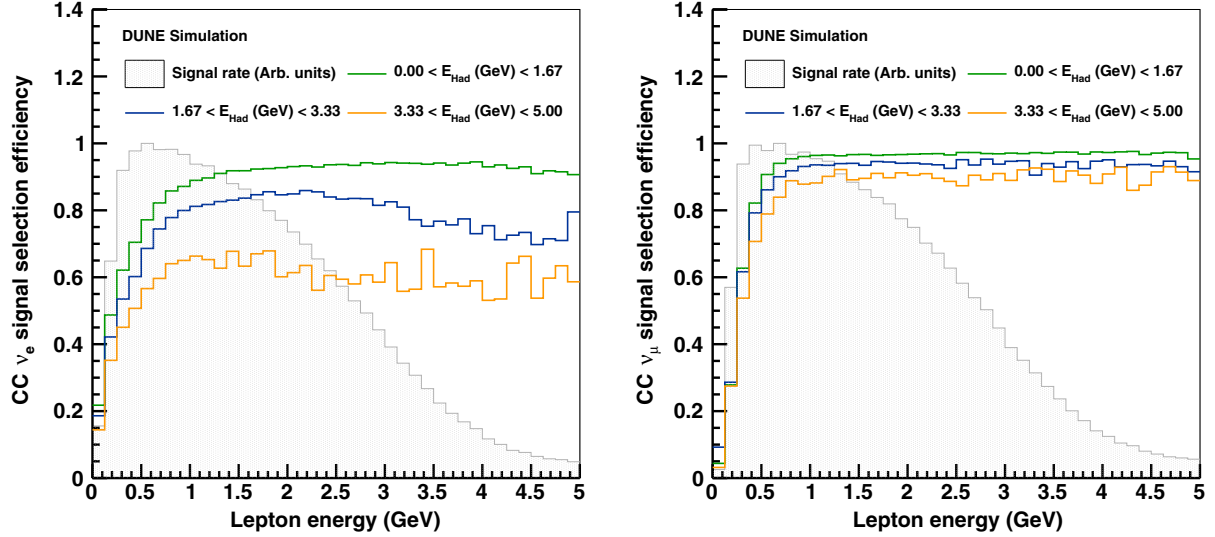 DUNE Simulation
Signal rate (Arb. units)
0.00 < E_Had (GeV) < 1.67
1.67 < E_Had (GeV) < 3.33
3.33 < E_Had (GeV) < 5.00
CC ν_e signal selection efficiency
1.4
1.2
1
0.8
0.6
0.4
0.2
0
0 0.5 1 1.5 2 2.5 3 3.5 4 4.5 5
Lepton energy (GeV)
DUNE Simulation
Signal rate (Arb. units)
0.00 < E_Had (GeV) < 1.67
1.67 < E_Had (GeV) < 3.33
3.33 < E_Had (GeV) < 5.00
CC ν_μ signal selection efficiency
1.4
1.2
1
0.8
0.6
0.4
0.2
0
0 0.5 1 1.5 2 2.5 3 3.5 4 4.5 5
Lepton energy (GeV)